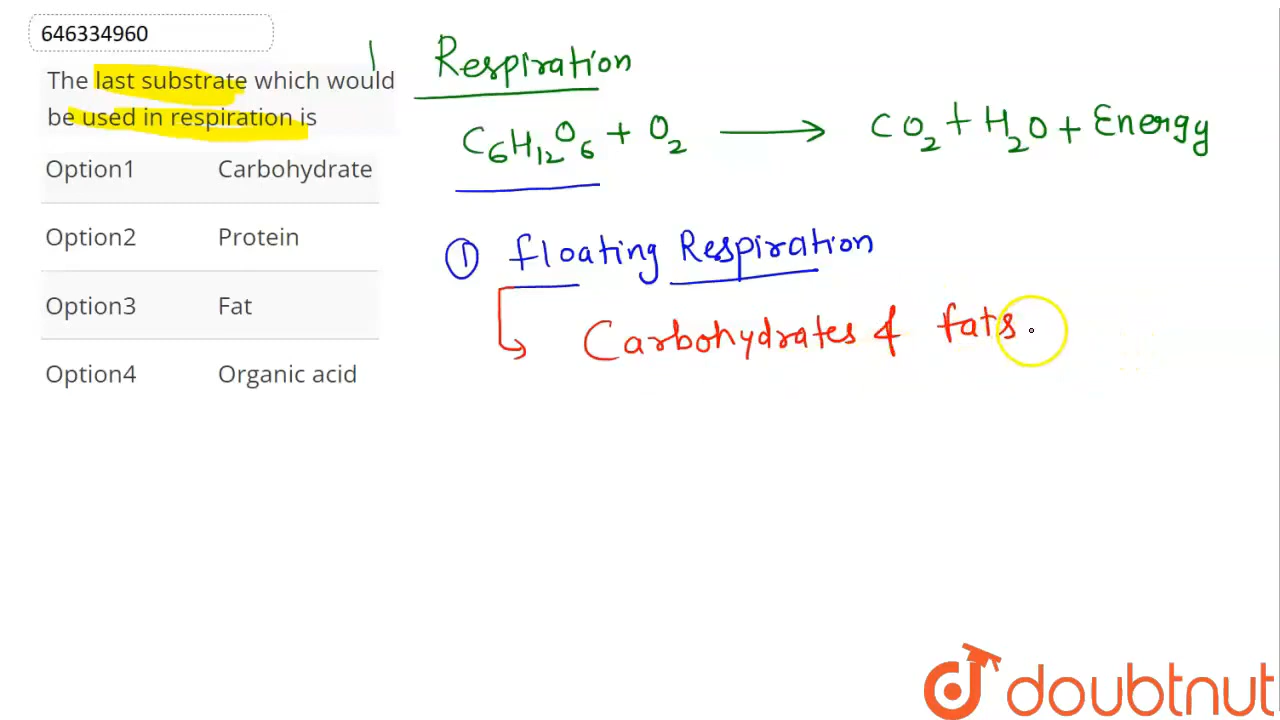 646334960
The last substrate which would
be used in respiration is
Option1 Carbohydrate
Option2 Protein
Option3 Fat
Option4 Organic acid
Respiration
C6H12O6 + O2 → CO2 + H2O + Energy
① floating Respiration
↳ Carbohydrates & fats
doubtnut